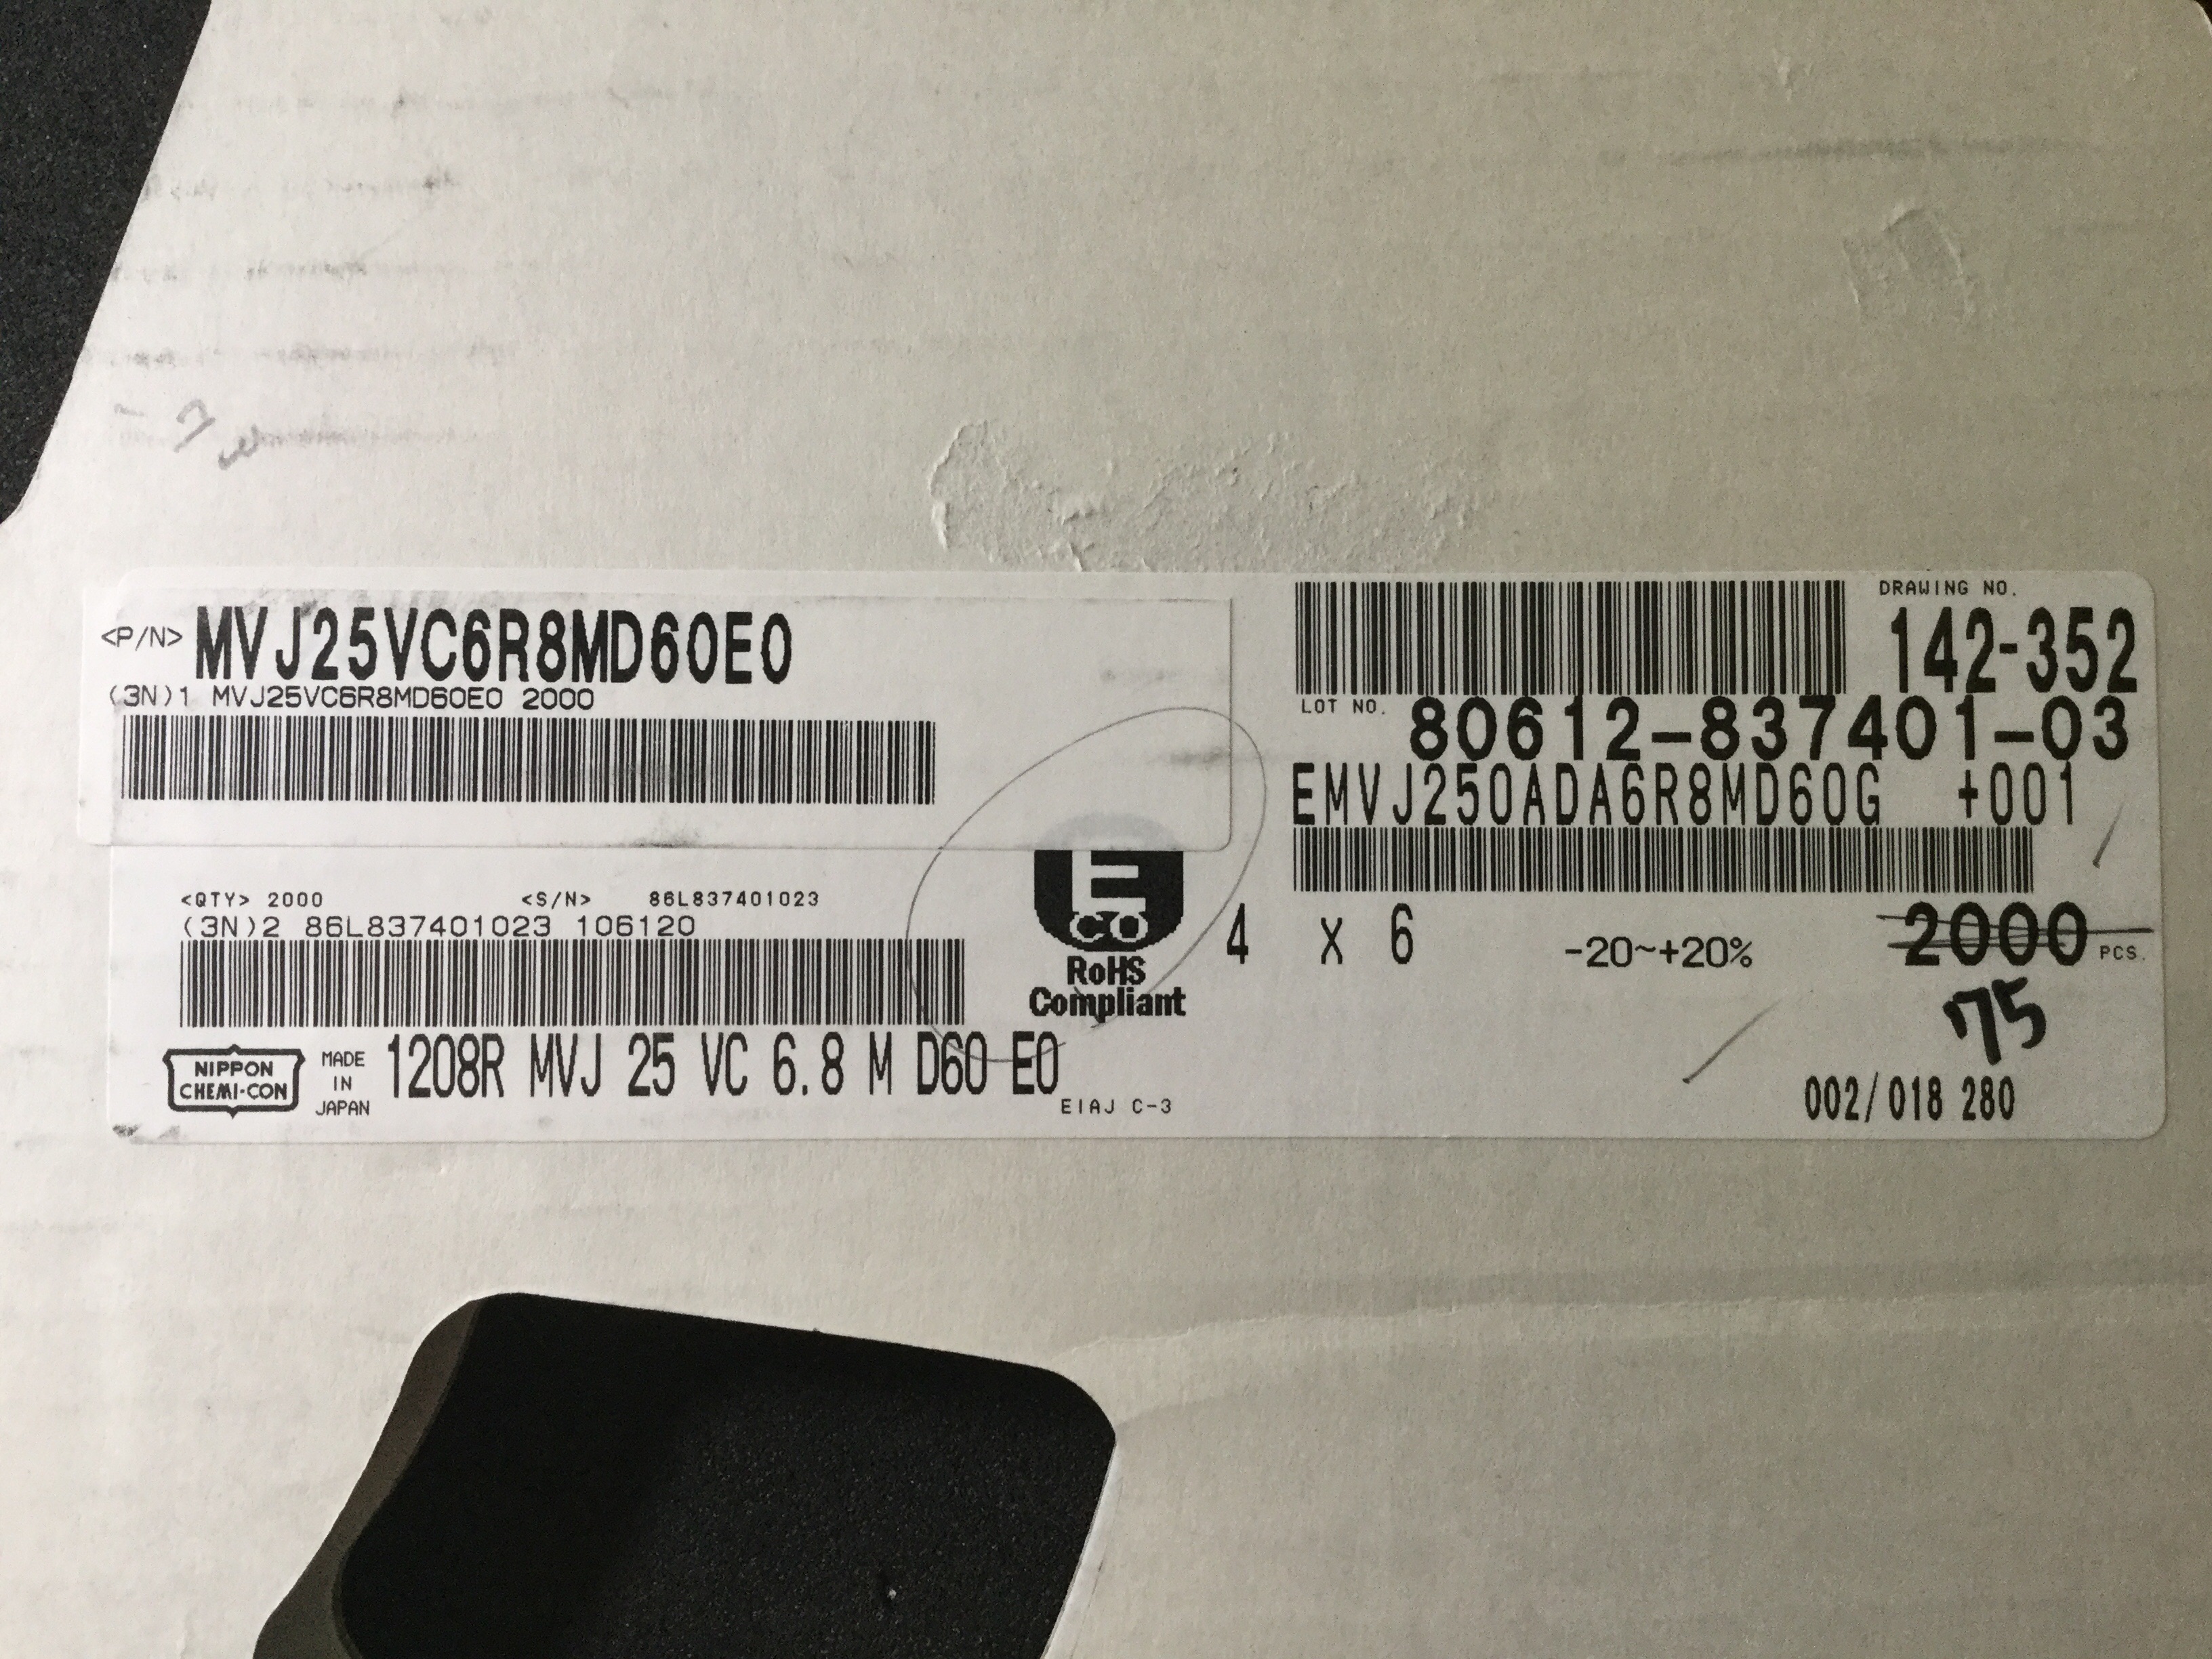 <P/N> MVJ25VC6R8MD60E0
(3N)1 MVJ25VC6R8MD60E0 2000
<QTY> 2000 <S/N> 86L837401023
(3N)2 86L837401023 106120
NIPPON
CHEMI-CON
MADE
IN
JAPAN
1208R MVJ 25 VC 6.8 M D60 E0
EIAJ C-3
E
CO
RoHS
Compliant
DRAWING NO.
142-352
LOT NO. 80612-837401-03
EMVJ250ADA6R8MD60G +001
4 x 6 -20~+20% 2000 PCS.
75
002/018 280